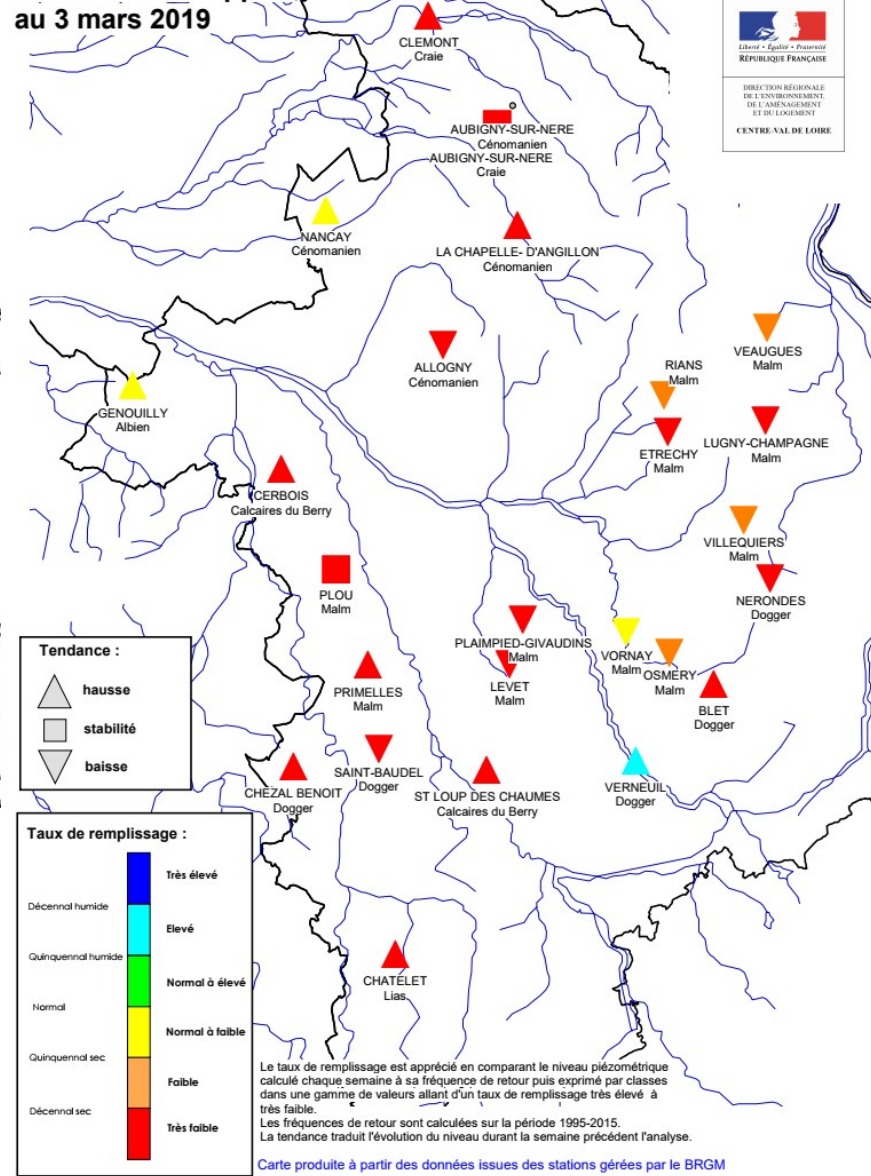 au 3 mars 2019
Liberté • Égalité • Fraternité
RÉPUBLIQUE FRANÇAISE
DIRECTION RÉGIONALE
DE L'ENVIRONNEMENT,
DE L'AMÉNAGEMENT
ET DU LOGEMENT
CENTRE-VAL DE LOIRE
CLEMONT
Craie
AUBIGNY-SUR-NERE
Cénomanien
AUBIGNY-SUR-NERE
Craie
NANCAY
Cénomanien
LA CHAPELLE- D'ANGILLON
Cénomanien
ALLOGNY
Cénomanien
VEAUGUES
Malm
RIANS
Malm
GENOUILLY
Albien
ETRECHY
Malm
LUGNY-CHAMPAGNE
Malm
CERBOIS
Calcaires du Berry
VILLEQUIERS
Malm
PLOU
Malm
NERONDES
Dogger
PLAIMPIED-GIVAUDINS
Malm
VORNAY
Malm
OSMERY
Malm
LEVET
Malm
PRIMELLES
Malm
BLET
Dogger
SAINT-BAUDEL
Dogger
CHEZAL BENOIT
Dogger
ST LOUP DES CHAUMES
Calcaires du Berry
VERNEUIL
Dogger
CHATELET
Lias
Tendance :
hausse
stabilité
baisse
Taux de remplissage :
Très élevé
Décennal humide
Elevé
Quinquennal humide
Normal à élevé
Normal
Normal à faible
Quinquennal sec
Faible
Décennal sec
Très faible
Le taux de remplissage est apprécié en comparant le niveau piézométrique
calculé chaque semaine à sa fréquence de retour puis exprimé par classes
dans une gamme de valeurs allant d'un taux de remplissage très élevé à
très faible.
Les fréquences de retour sont calculées sur la période 1995-2015.
La tendance traduit l'évolution du niveau durant la semaine précédent l'analyse.
Carte produite à partir des données issues des stations gérées par le BRGM